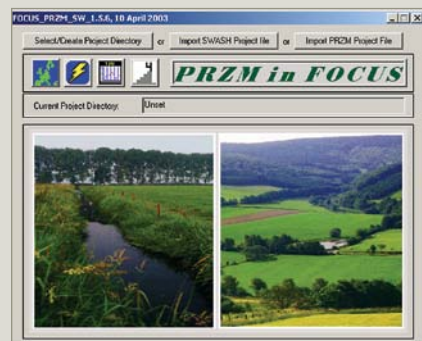 FOCUS_PRZM_SW_1.5.6, 10 April 2003
Select/Create Project Directory or Import SWASH Project file or Import PRZM Project File
4 PRZM in FOCUS
Current Project Directory: Unset